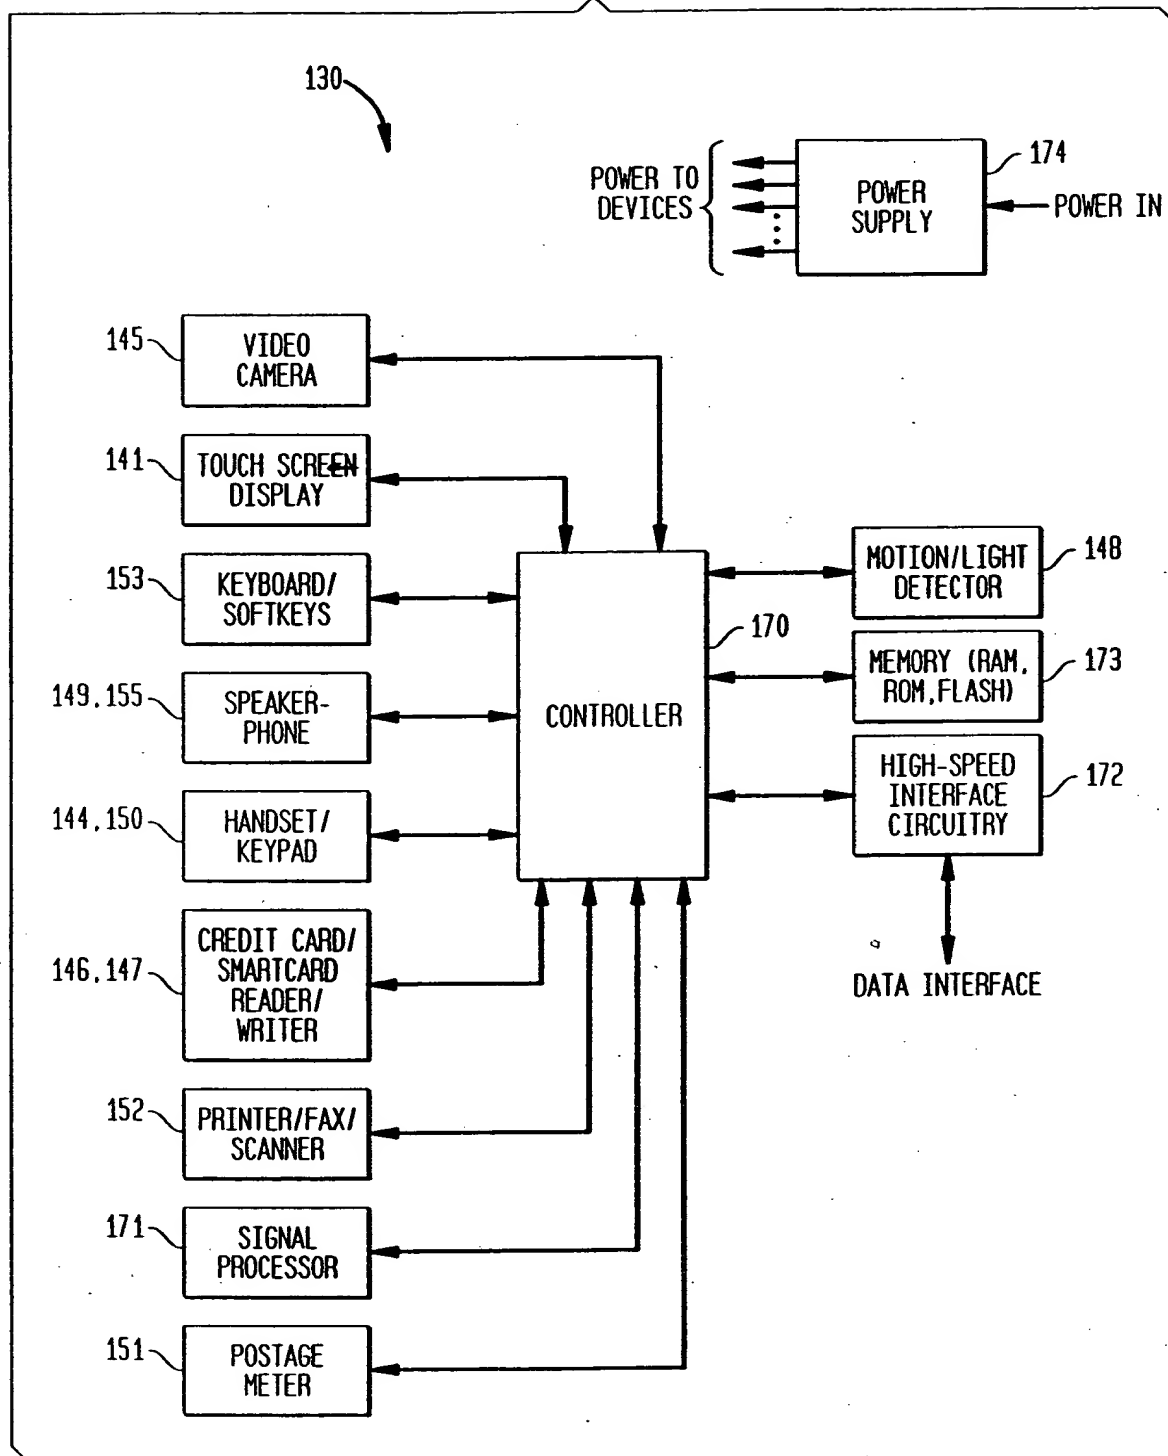 130
174
POWER TO
DEVICES
POWER
SUPPLY
POWER IN
145
VIDEO
CAMERA
141
TOUCH SCREEN
DISPLAY
153
KEYBOARD/
SOFTKEYS
149,155
SPEAKER-
PHONE
144,150
HANDSET/
KEYPAD
146,147
CREDIT CARD/
SMARTCARD
READER/
WRITER
152
PRINTER/FAX/
SCANNER
171
SIGNAL
PROCESSOR
151
POSTAGE
METER
CONTROLLER
170
MOTION/LIGHT
DETECTOR
148
MEMORY (RAM,
ROM,FLASH)
173
HIGH-SPEED
INTERFACE
CIRCUITRY
172
DATA INTERFACE